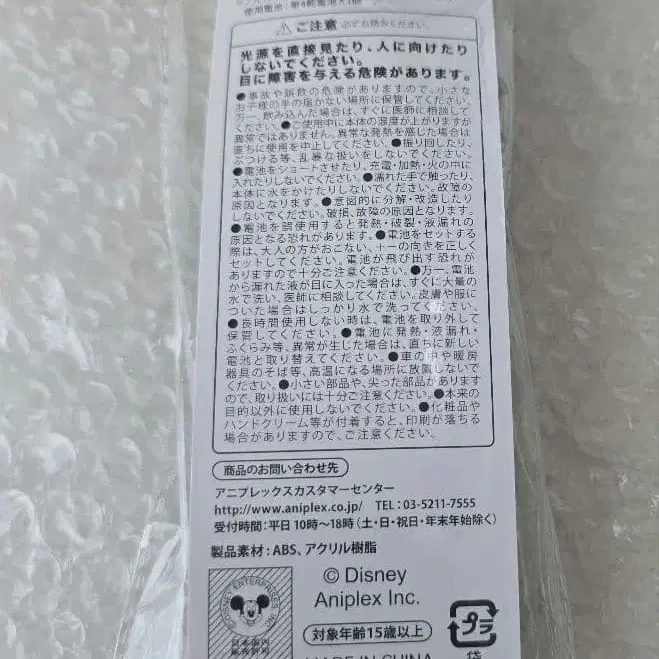 使用電池：単4乾電池×4個
⚠ご注意 必ずお読みください
光源を直接見たり、人に向けたり
しないでください。
目に障害を与える危険があります。
●事故や誤飲の危険がありますので、小さな
お子様の手の届かない場所に保管してください。
万一、飲み込んだ場合は、すぐに医師に相談して
ください。●ご使用中に本体の温度が上がりますが
異常ではありません。異常な発熱を感じた場合は
直ちに使用を中止してください。●振り回したり、
ぶつける等、乱暴な扱いをしないでください。
●電池をショートさせたり、充電・加熱・火の中に
入れたりしないでください。●濡れた手で触ったり、
本体に水をかけたりしないでください。故障の
原因となります。●意図的に分解・改造したり
しないでください。破損、故障の原因となります。
●電池を誤使用すると発熱・破裂・液漏れの
原因となる恐れがあります。●電池をセットする
際は、大人の方がおこない、＋－の向きを正しく
セットしてください。電池が飛び出す恐れが
ありますので十分ご注意ください。●万一、電池
から漏れた液が目に入った場合は、すぐに大量の
水で洗い、医師に相談してください。皮膚や服に
ついた場合はしっかり水で洗ってください。
●長時間使用しない時は、電池を取り外して
保管してください。●電池に発熱・液漏れ・
ふくらみ等、異常が生じた場合は、直ちに新しい
電池と取り替えてください。●車の中や暖房
器具のそば等、高温になる場所に放置しないで
ください。●小さい部品や、尖った部品があります
ので、取り扱いには十分ご注意ください。●本来の
目的以外に使用しないでください。●化粧品や
ハンドクリーム等が付着すると、印刷が落ちる
場合がありますので、ご注意ください。
商品のお問い合わせ先
アニプレックスカスタマーセンター
http://www.aniplex.co.jp/ TEL：03-5211-7555
受付時間：平日10時～18時（土・日・祝日・年末年始除く）
製品素材：ABS、アクリル樹脂
© Disney
Aniplex Inc.
対象年齢15歳以上
MADE IN CHINA
プラ
袋